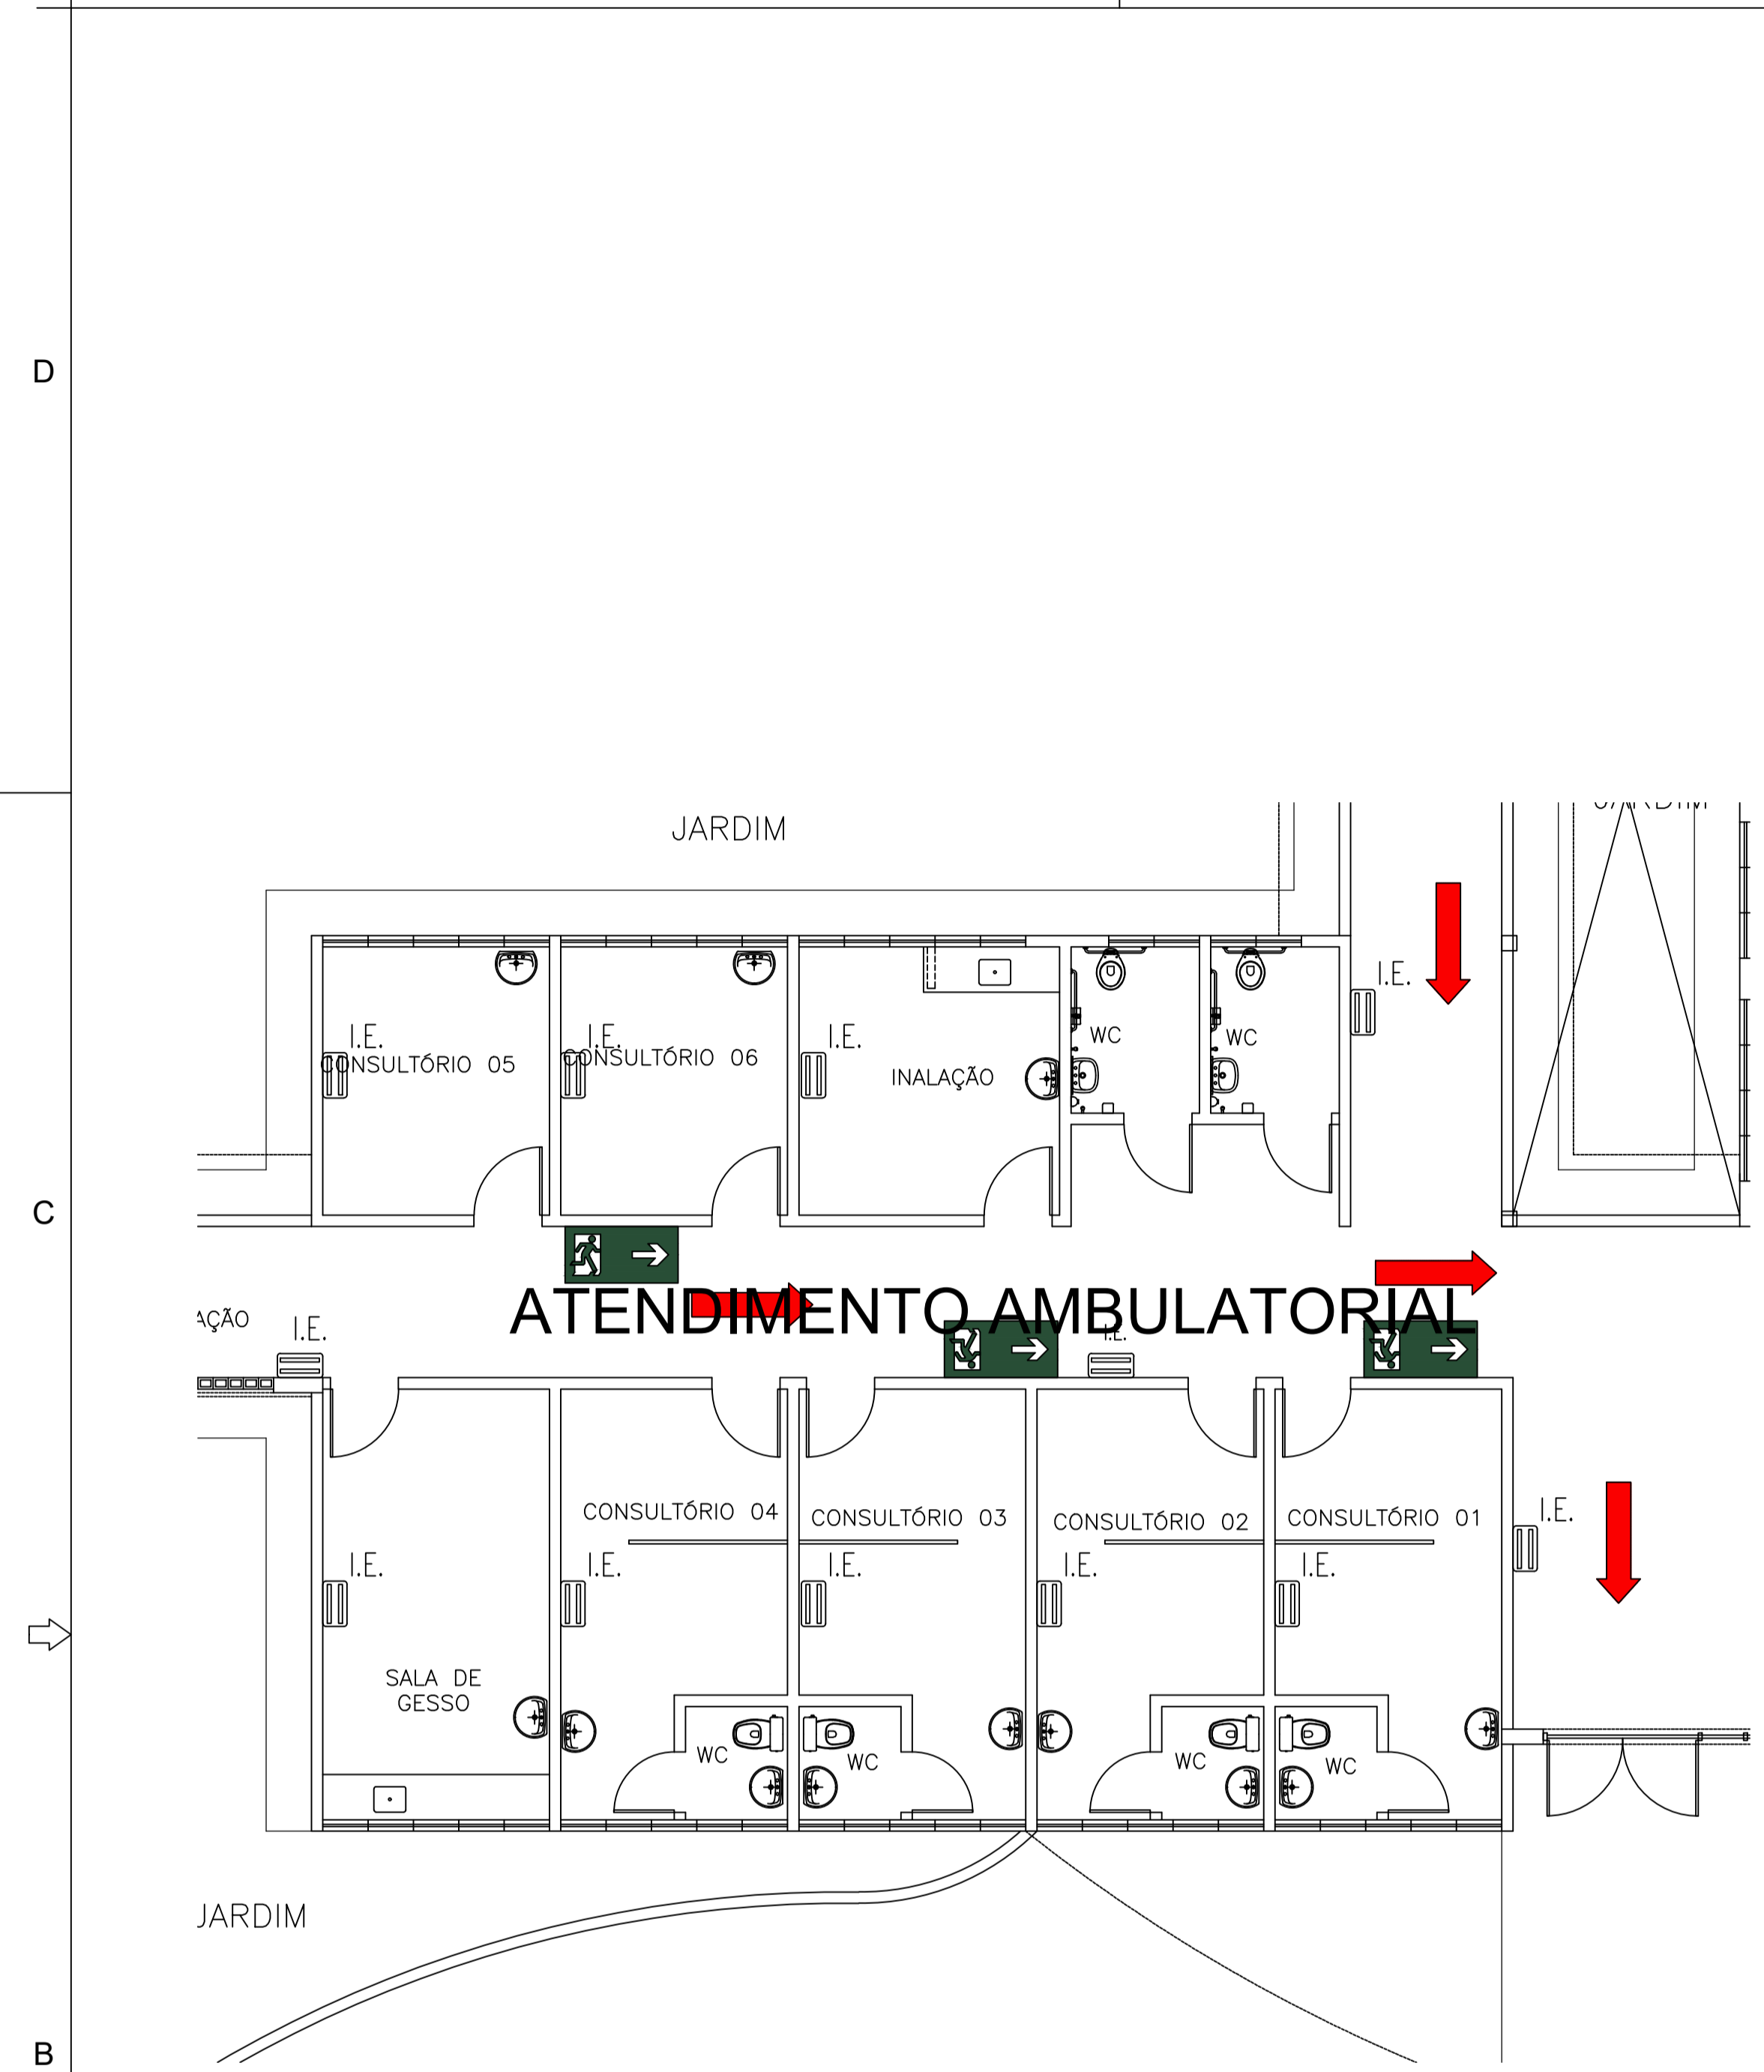 D
JARDIM
JARDIM
I.E.
I.E.
I.E.
I.E.
WC
WC
CONSULTÓRIO 05
CONSULTÓRIO 06
INALAÇÃO
C
ATENDIMENTO AMBULATORIAL
AÇÃO
I.E.
I.E.
CONSULTÓRIO 04
CONSULTÓRIO 03
CONSULTÓRIO 02
CONSULTÓRIO 01
I.E.
I.E.
I.E.
I.E.
I.E.
I.E.
SALA DE
GESSO
WC
WC
WC
WC
JARDIM
B